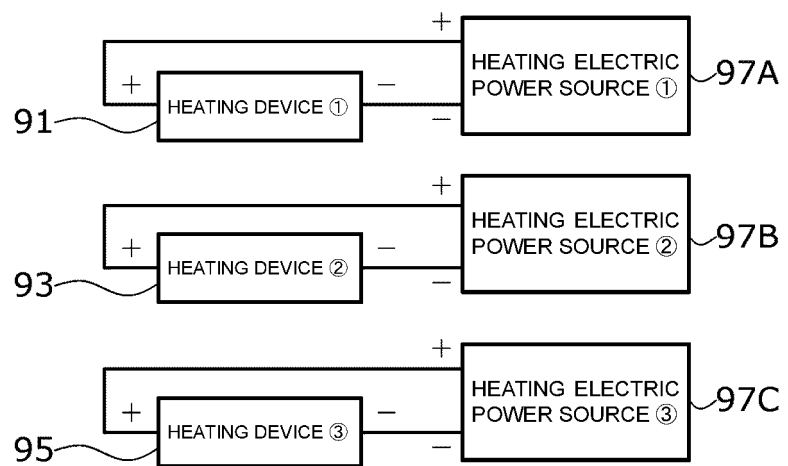 +
HEATING ELECTRIC
POWER SOURCE ①
97A
+
HEATING DEVICE ①
−
91
−
+
HEATING ELECTRIC
POWER SOURCE ②
97B
+
HEATING DEVICE ②
−
93
−
+
HEATING ELECTRIC
POWER SOURCE ③
97C
+
HEATING DEVICE ③
−
95
−